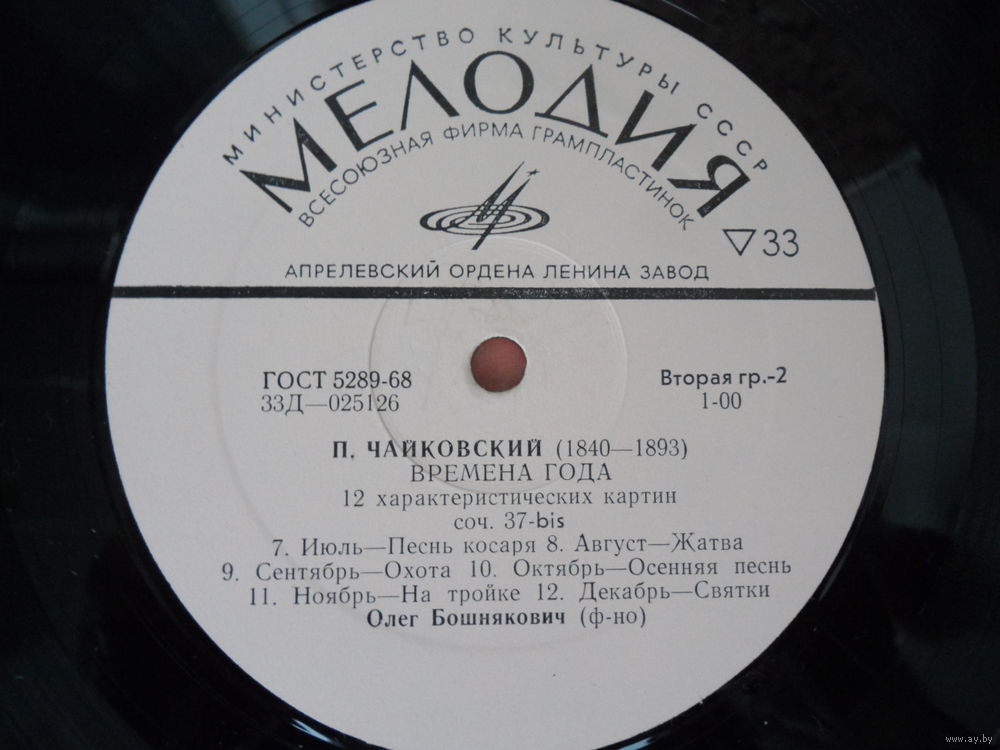 МИНИСТЕРСТВО КУЛЬТУРЫ СССР
МЕЛОДИЯ
ВСЕСОЮЗНАЯ ФИРМА ГРАМПЛАСТИНОК
33
АПРЕЛЕВСКИЙ ОРДЕНА ЛЕНИНА ЗАВОД
ГОСТ 5289-68
33Д—025126
Вторая гр.-2
1-00
П. ЧАЙКОВСКИЙ (1840—1893)
ВРЕМЕНА ГОДА
12 характеристических картин
соч. 37-bis
7. Июль—Песнь косаря 8. Август—Жатва
9. Сентябрь—Охота 10. Октябрь—Осенняя песнь
11. Ноябрь—На тройке 12. Декабрь—Святки
Олег Бошнякович (ф-но)
www.ay.by